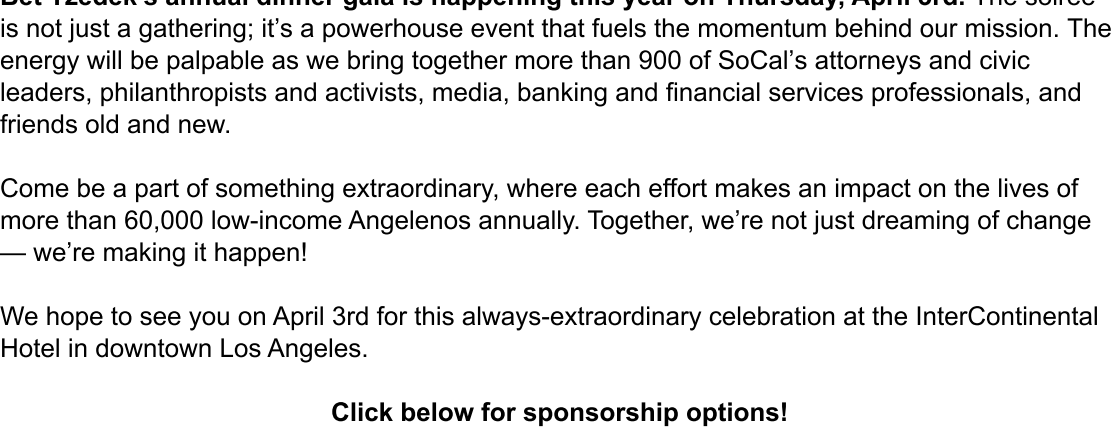 Bet Tzedek's annual dinner gala is happening this year on Thursday, April 3rd. The soirée
is not just a gathering; it’s a powerhouse event that fuels the momentum behind our mission. The
energy will be palpable as we bring together more than 900 of SoCal’s attorneys and civic
leaders, philanthropists and activists, media, banking and financial services professionals, and
friends old and new.
Come be a part of something extraordinary, where each effort makes an impact on the lives of
more than 60,000 low-income Angelenos annually. Together, we’re not just dreaming of change
— we’re making it happen!
We hope to see you on April 3rd for this always-extraordinary celebration at the InterContinental
Hotel in downtown Los Angeles.
Click below for sponsorship options!